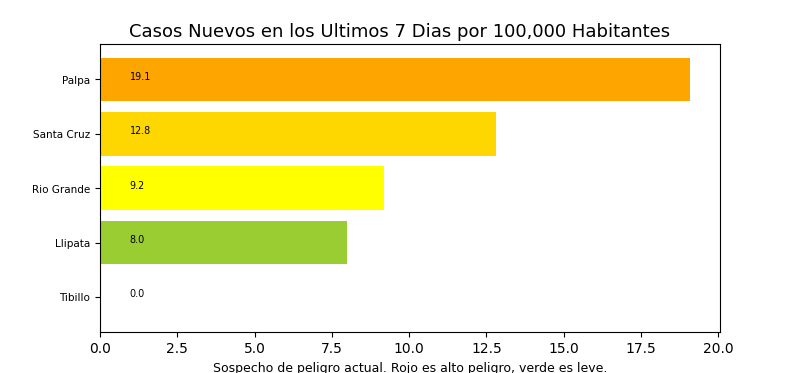 Casos Nuevos en los Ultimos 7 Dias por 100,000 Habitantes
Palpa 19.1
Santa Cruz 12.8
Rio Grande 9.2
Llipata 8.0
Tibillo 0.0
0.0 2.5 5.0 7.5 10.0 12.5 15.0 17.5 20.0
Sospecho de peligro actual. Rojo es alto peligro, verde es leve.